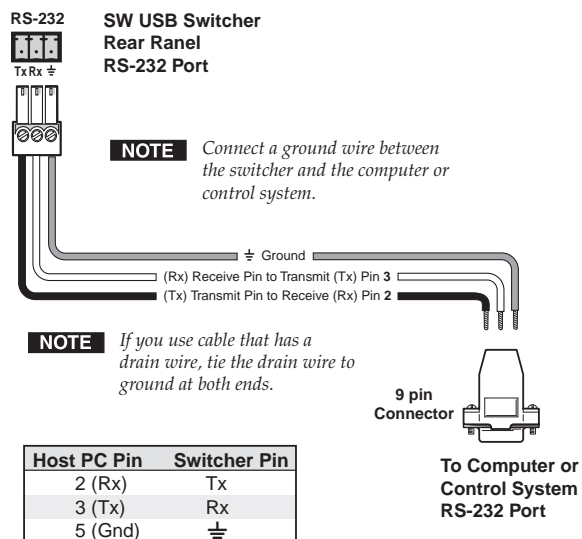 RS-232
SW USB Switcher
Rear Ranel
RS-232 Port
Tx Rx ⏚
NOTE Connect a ground wire between
the switcher and the computer or
control system.
⏚ Ground
(Rx) Receive Pin to Transmit (Tx) Pin 3
(Tx) Transmit Pin to Receive (Rx) Pin 2
NOTE If you use cable that has a
drain wire, tie the drain wire to
ground at both ends.
9 pin
Connector
To Computer or
Control System
RS-232 Port
Host PC Pin Switcher Pin
2 (Rx) Tx
3 (Tx) Rx
5 (Gnd) ⏚